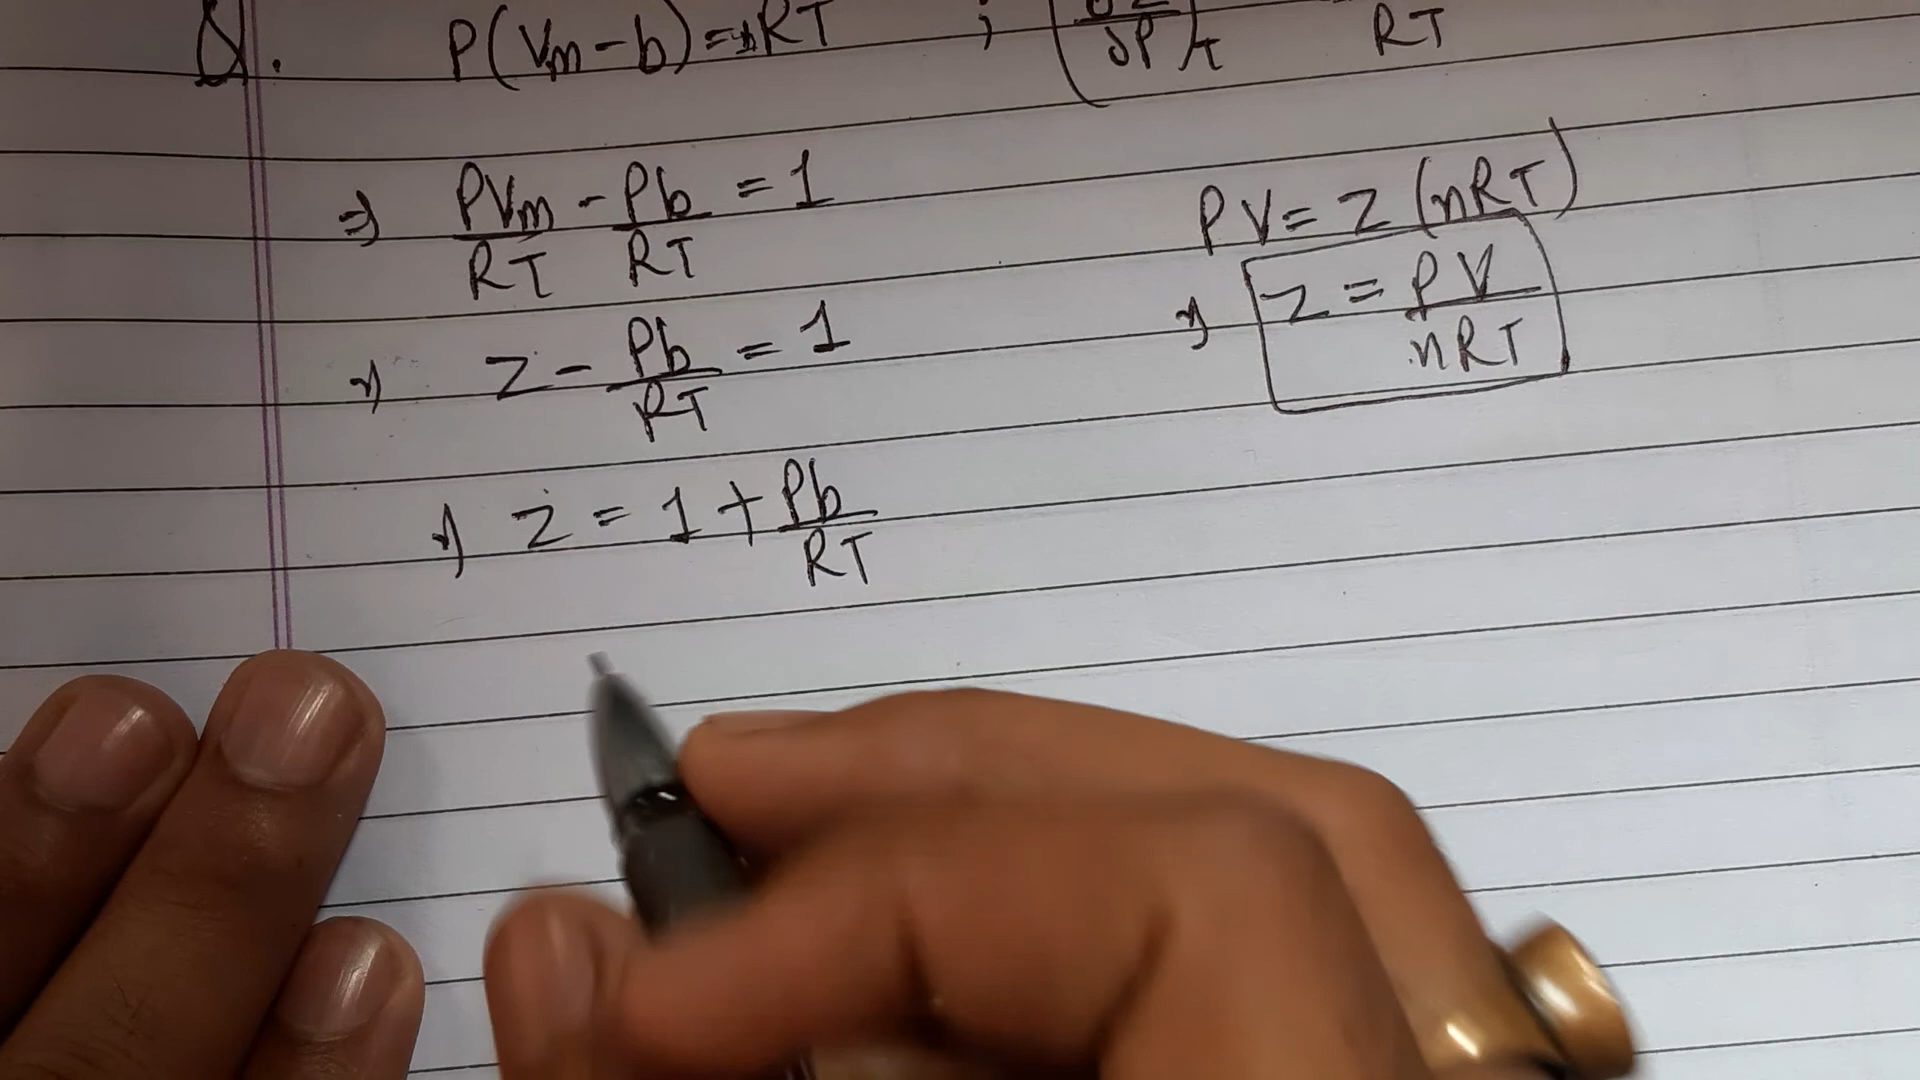 Q. P(Vm-b)=RT ; (∂Z/∂P)T RT
⇒ PVm/RT - Pb/RT = 1
PV = Z (nRT)
⇒ Z - Pb/RT = 1
⇒ Z = PV/nRT
⇒ Z = 1 + Pb/RT